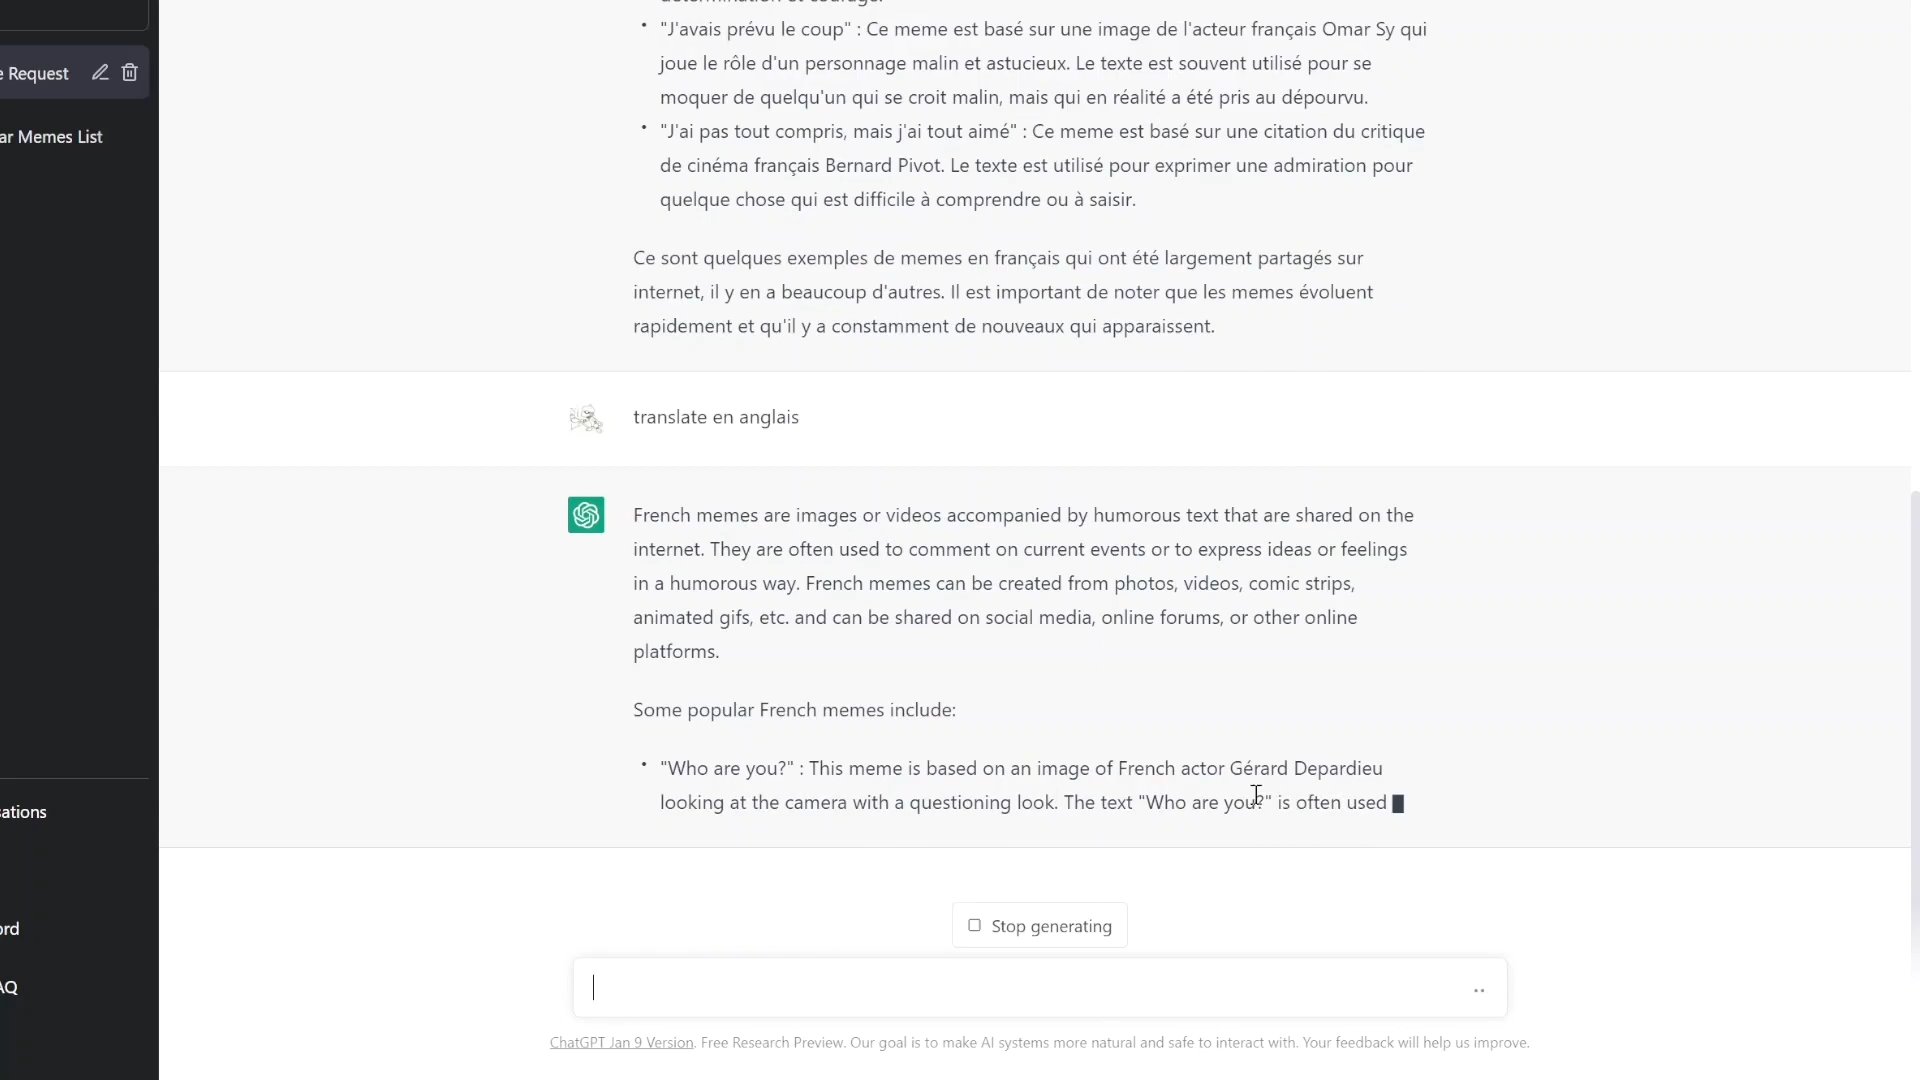 détermination et courage.
• "J'avais prévu le coup" : Ce meme est basé sur une image de l'acteur français Omar Sy qui
joue le rôle d'un personnage malin et astucieux. Le texte est souvent utilisé pour se
moquer de quelqu'un qui se croit malin, mais qui en réalité a été pris au dépourvu.
• "J'ai pas tout compris, mais j'ai tout aimé" : Ce meme est basé sur une citation du critique
de cinéma français Bernard Pivot. Le texte est utilisé pour exprimer une admiration pour
quelque chose qui est difficile à comprendre ou à saisir.
Ce sont quelques exemples de memes en français qui ont été largement partagés sur
internet, il y en a beaucoup d'autres. Il est important de noter que les memes évoluent
rapidement et qu'il y a constamment de nouveaux qui apparaissent.
e Request
ar Memes List
translate en anglais
French memes are images or videos accompanied by humorous text that are shared on the
internet. They are often used to comment on current events or to express ideas or feelings
in a humorous way. French memes can be created from photos, videos, comic strips,
animated gifs, etc. and can be shared on social media, online forums, or other online
platforms.
Some popular French memes include:
• "Who are you?" : This meme is based on an image of French actor Gérard Depardieu
looking at the camera with a questioning look. The text "Who are you?" is often used
sations
ord
AQ
Stop generating
ChatGPT Jan 9 Version. Free Research Preview. Our goal is to make AI systems more natural and safe to interact with. Your feedback will help us improve.